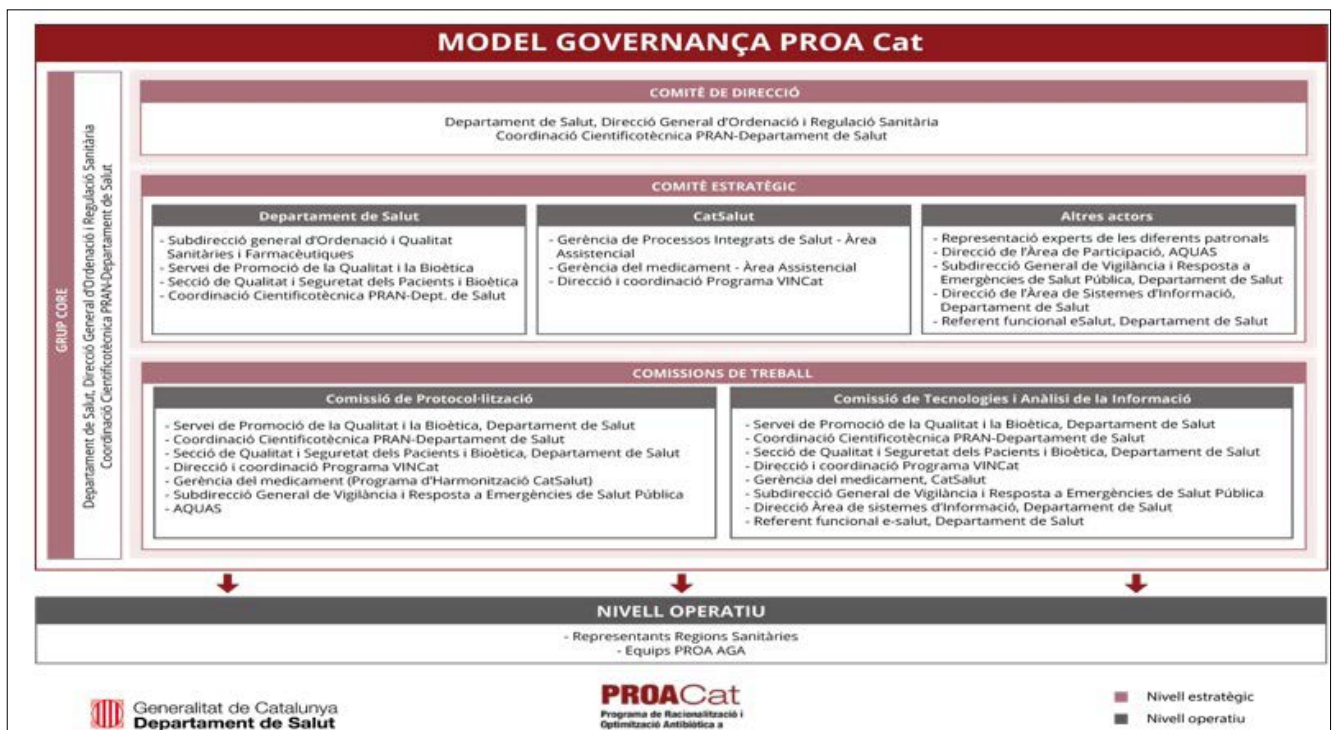 MODEL GOVERNANÇA PROA Cat
GRUP CORE
Departament de Salut, Direcció General d'Ordenació i Regulació Sanitària
Coordinació Cientificotècnica PRAN-Departament de Salut
COMITÈ DE DIRECCIÓ
Departament de Salut, Direcció General d'Ordenació i Regulació Sanitària
Coordinació Cientificotècnica PRAN-Departament de Salut
COMITÈ ESTRATÈGIC
Departament de Salut
- Subdirecció general d'Ordenació i Qualitat
Sanitàries i Farmacèutiques
- Servei de Promoció de la Qualitat i la Bioètica
- Secció de Qualitat i Seguretat dels Pacients i Bioètica
- Coordinació Cientificotècnica PRAN-Dept. de Salut
CatSalut
- Gerència de Processos Integrats de Salut - Àrea
Assistencial
- Gerència del medicament - Àrea Assistencial
- Direcció i coordinació Programa VINCat
Altres actors
- Representació experts de les diferents patronals
- Direcció de l'Àrea de Participació, AQUAS
- Subdirecció General de Vigilància i Resposta a
Emergències de Salut Pública, Departament de Salut
- Direcció de l'Àrea de Sistemes d'Informació,
Departament de Salut
- Referent funcional eSalut, Departament de Salut
COMISSIONS DE TREBALL
Comissió de Protocol·lització
- Servei de Promoció de la Qualitat i la Bioètica, Departament de Salut
- Coordinació Cientificotècnica PRAN-Departament de Salut
- Secció de Qualitat i Seguretat dels Pacients i Bioètica, Departament de Salut
- Direcció i coordinació Programa VINCat
- Gerència del medicament (Programa d'Harmonització CatSalut)
- Subdirecció General de Vigilància i Resposta a Emergències de Salut Pública
- AQUAS
Comissió de Tecnologies i Anàlisi de la Informació
- Servei de Promoció de la Qualitat i la Bioètica, Departament de Salut
- Coordinació Cientificotècnica PRAN-Departament de Salut
- Secció de Qualitat i Seguretat dels Pacients i Bioètica, Departament de Salut
- Direcció i coordinació Programa VINCat
- Gerència del medicament, CatSalut
- Subdirecció General de Vigilància i Resposta a Emergències de Salut Pública
- Direcció Àrea de sistemes d'Informació, Departament de Salut
- Referent funcional e-salut, Departament de Salut
NIVELL OPERATIU
- Representants Regions Sanitàries
- Equips PROA AGA
Generalitat de Catalunya
Departament de Salut
PROACat
Programa de Racionalització i
Optimització Antibiòtica a
Nivell estratègic
Nivell operatiu